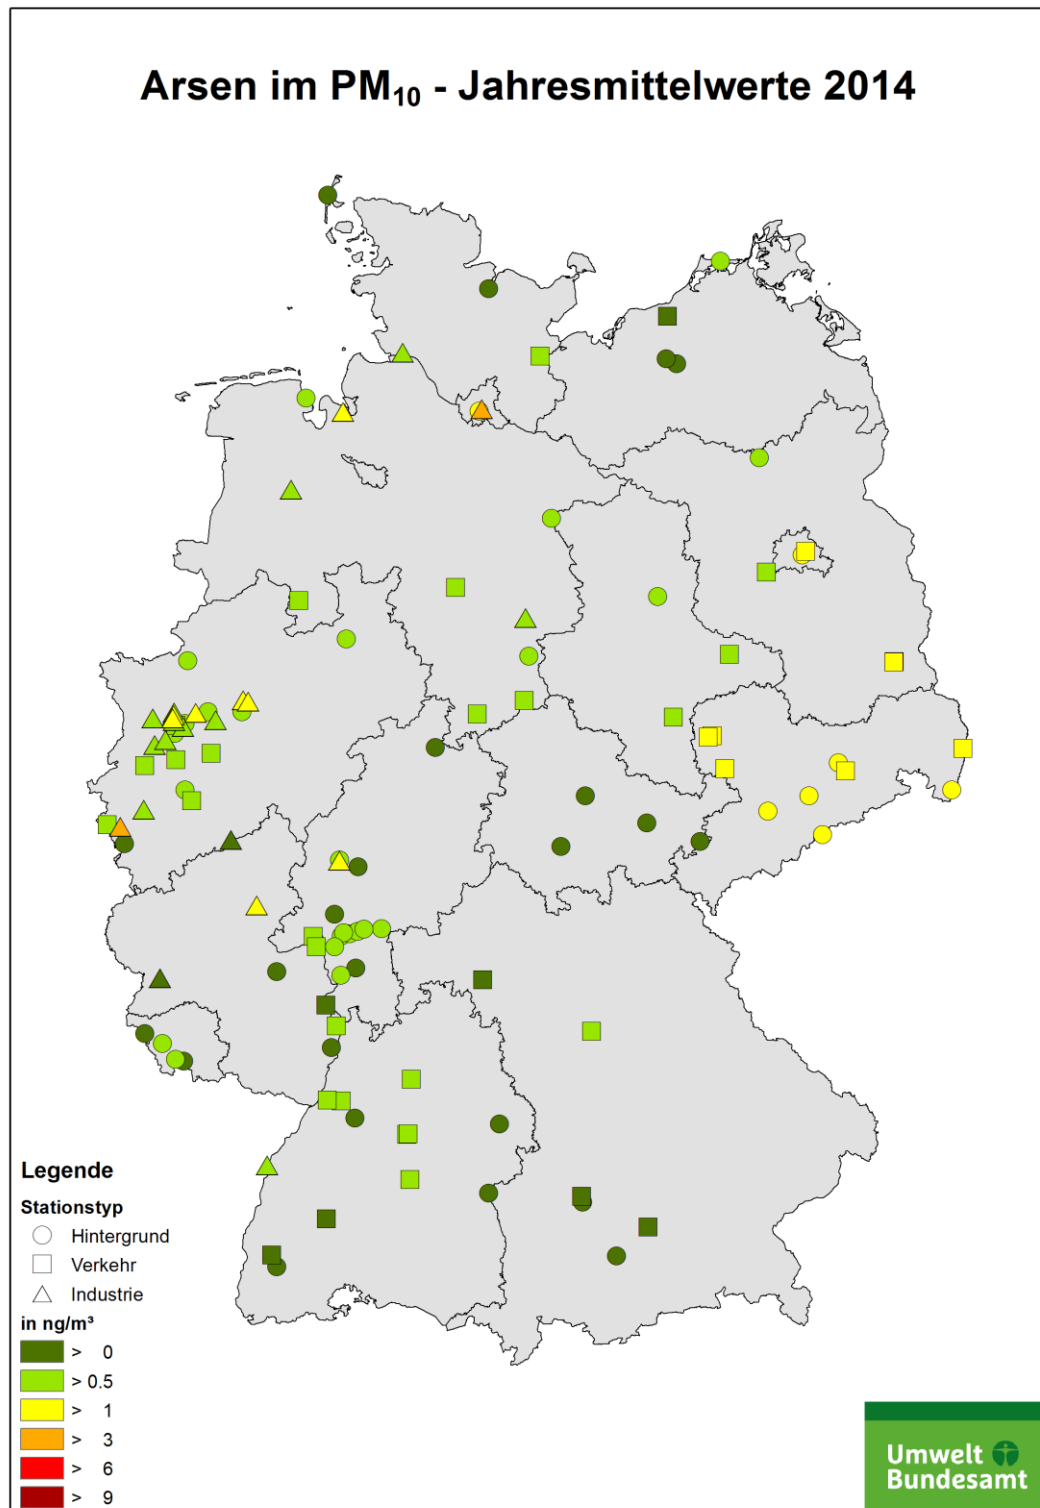 Arsen im PM₁₀ - Jahresmittelwerte 2014
Legende
Stationstyp
Hintergrund
Verkehr
Industrie
in ng/m³
> 0
> 0.5
> 1
> 3
> 6
> 9
Umwelt
Bundesamt